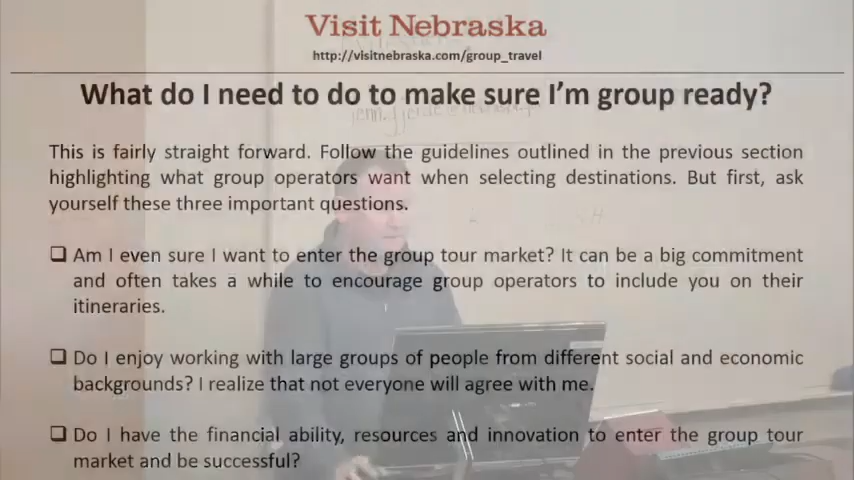 Visit Nebraska
http://visitnebraska.com/group_travel
What do I need to do to make sure I'm group ready?
This is fairly straight forward. Follow the guidelines outlined in the previous section
highlighting what group operators want when selecting destinations. But first, ask
yourself these three important questions.
❑ Am I even sure I want to enter the group tour market? It can be a big commitment
and often takes a while to encourage group operators to include you on their
itineraries.
❑ Do I enjoy working with large groups of people from different social and economic
backgrounds? I realize that not everyone will agree with me.
❑ Do I have the financial ability, resources and innovation to enter the group tour
market and be successful?